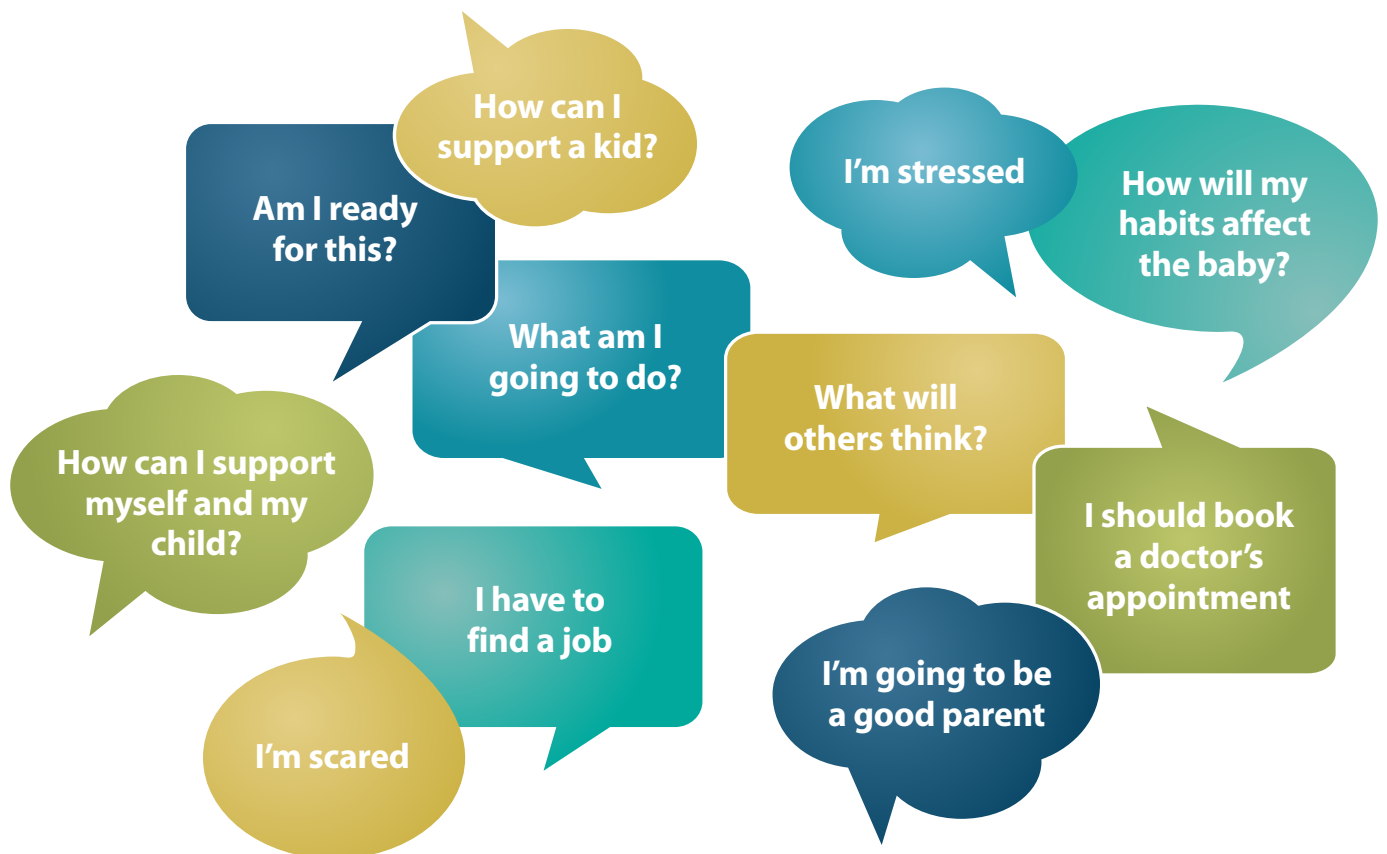 How can I
support a kid?
Am I ready
for this?
I'm stressed
How will my
habits affect
the baby?
What am I
going to do?
What will
others think?
How can I support
myself and my
child?
I should book
a doctor's
appointment
I have to
find a job
I'm going to be
a good parent
I'm scared